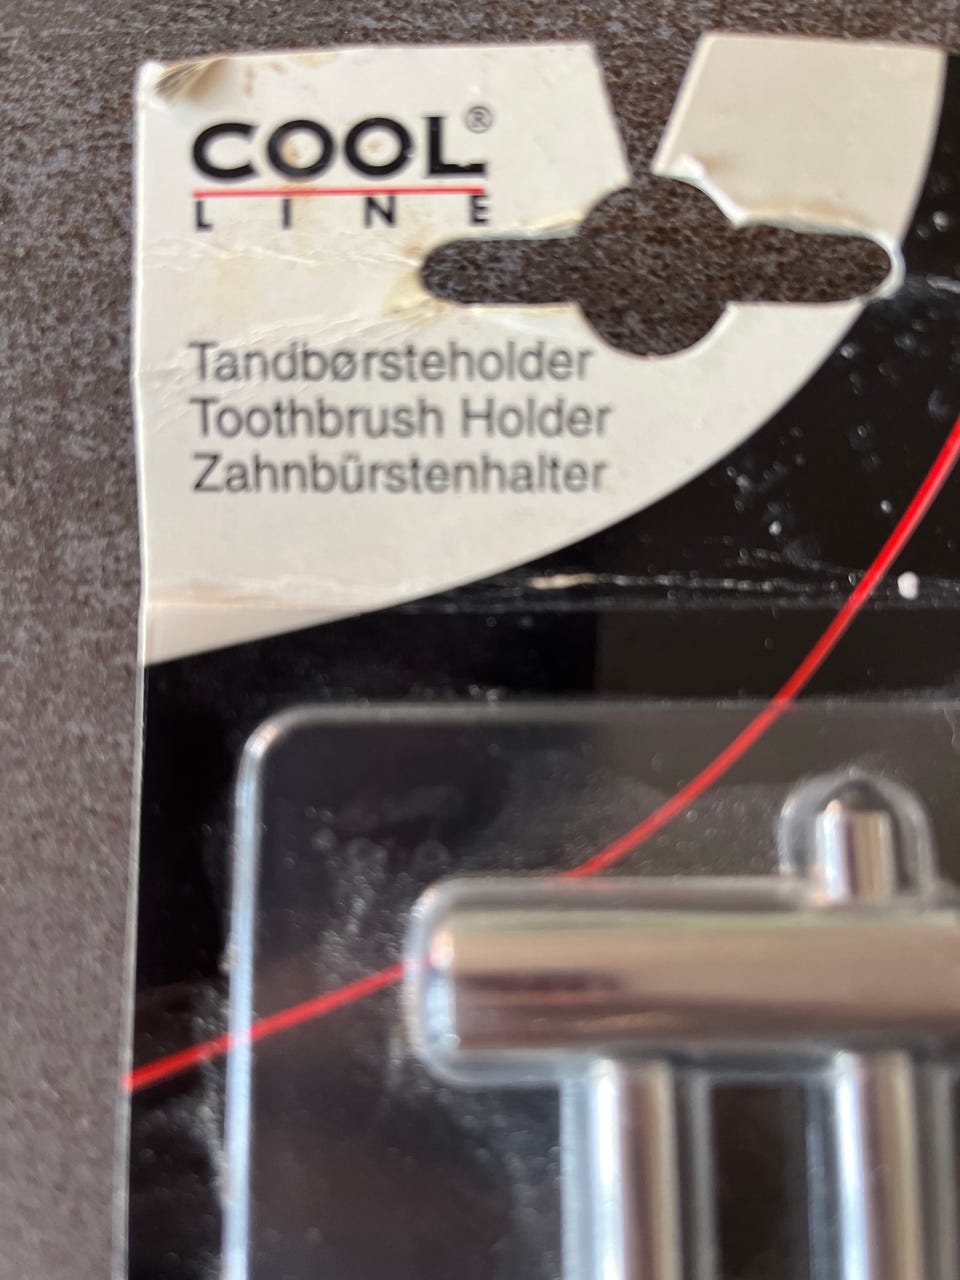 COOL®
LINE
Tandbørsteholder
Toothbrush Holder
Zahnbürstenhalter